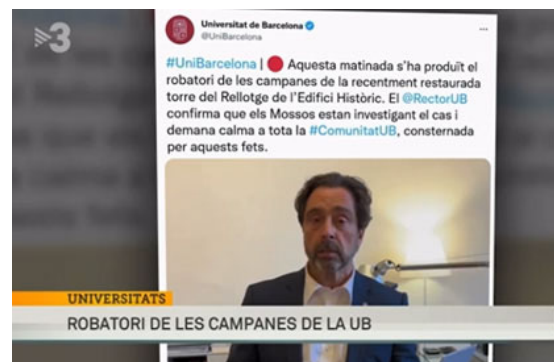 3
Universitat de Barcelona
@UniBarcelona
#UniBarcelona | 🔴 Aquesta matinada s'ha produït el
robatori de les campanes de la recentment restaurada
torre del Rellotge de l'Edifici Històric. El @RectorUB
confirma que els Mossos estan investigant el cas i
demana calma a tota la #ComunitatUB, consternada
per aquests fets.
UNIVERSITATS
ROBATORI DE LES CAMPANES DE LA UB